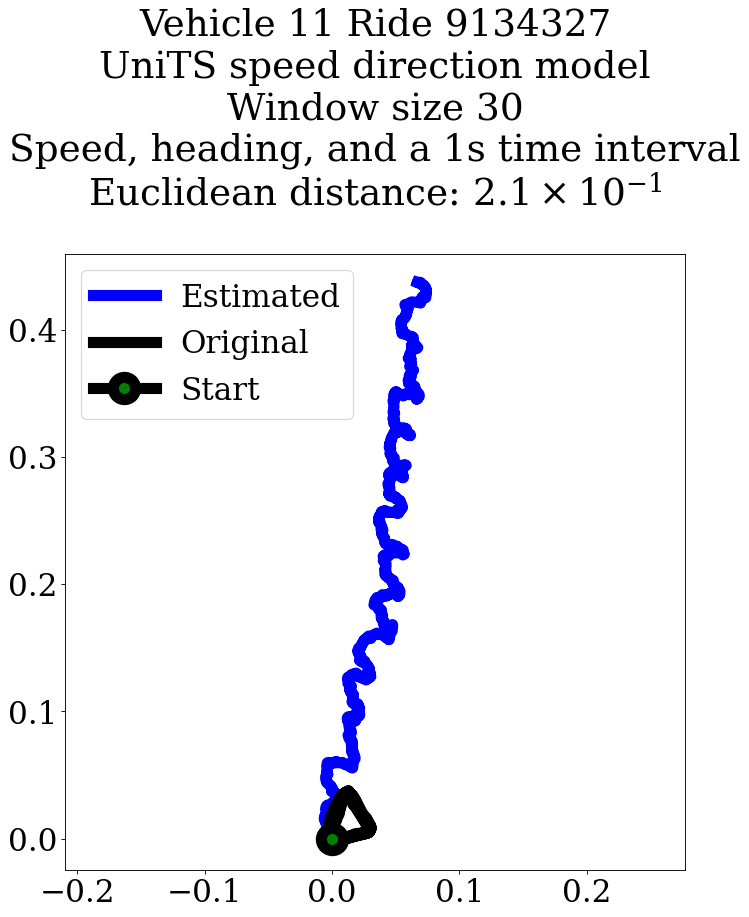 Vehicle 11 Ride 9134327
UniTS speed direction model
Window size 30
Speed, heading, and a 1s time interval
Euclidean distance: 2.1 × 10⁻¹
Estimated
Original
Start
0.4
0.3
0.2
0.1
0.0
−0.2 −0.1 0.0 0.1 0.2